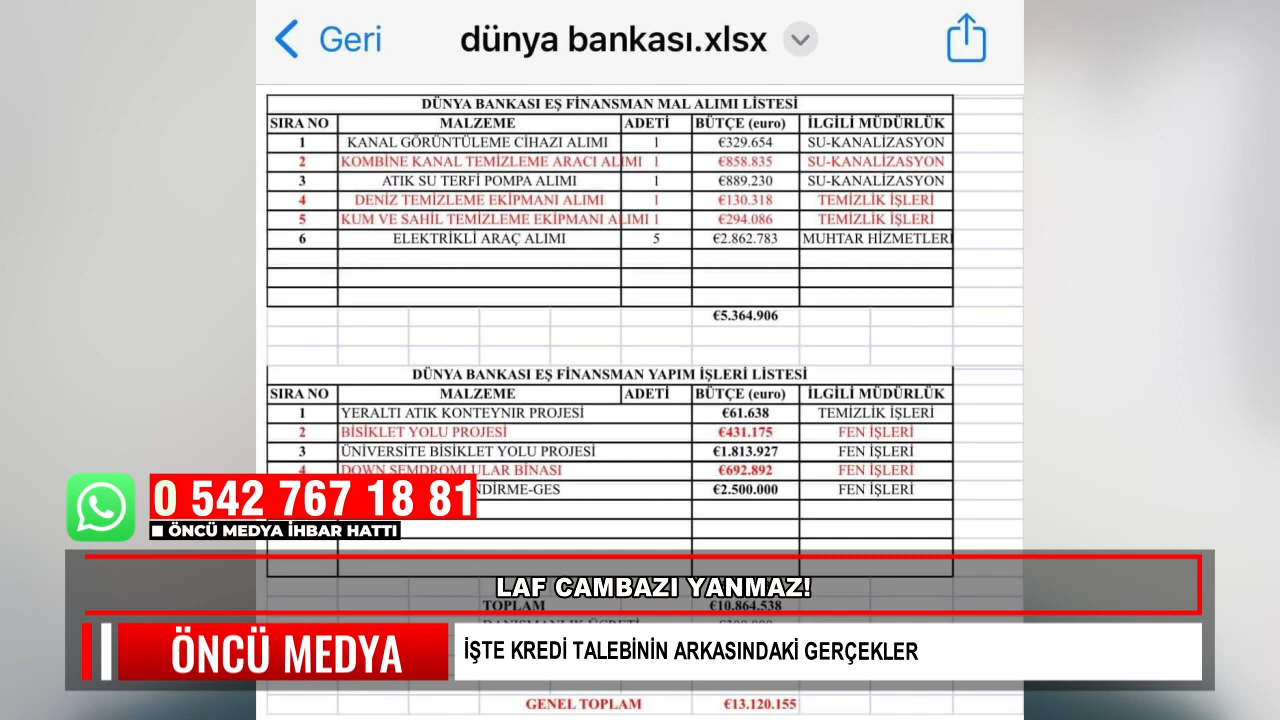 Geri
dünya bankası.xlsx
DÜNYA BANKASI EŞ FİNANSMAN MAL ALIMI LİSTESİ
SIRA NO MALZEME ADETİ BÜTÇE (euro) İLGİLİ MÜDÜRLÜK
1 KANAL GÖRÜNTÜLEME CİHAZI ALIMI 1 €329.654 SU-KANALİZASYON
2 KOMBİNE KANAL TEMİZLEME ARACI ALIMI 1 €858.835 SU-KANALİZASYON
3 ATIK SU TERFİ POMPA ALIMI 1 €889.230 SU-KANALİZASYON
4 DENİZ TEMİZLEME EKİPMANI ALIMI 1 €130.318 TEMİZLİK İŞLERİ
5 KUM VE SAHİL TEMİZLEME EKİPMANI ALIMI 1 €294.086 TEMİZLİK İŞLERİ
6 ELEKTRİKLİ ARAÇ ALIMI 5 €2.862.783 MUHTAR HİZMETLERİ
€5.364.906
DÜNYA BANKASI EŞ FİNANSMAN YAPIM İŞLERİ LİSTESİ
SIRA NO MALZEME ADETİ BÜTÇE (euro) İLGİLİ MÜDÜRLÜK
1 YERALTI ATIK KONTEYNIR PROJESİ €61.638 TEMİZLİK İŞLERİ
2 BİSİKLET YOLU PROJESİ €431.175 FEN İŞLERİ
3 ÜNİVERSİTE BİSİKLET YOLU PROJESİ €1.813.927 FEN İŞLERİ
4 DOWN SEMDROMLULAR BİNASI €692.892 FEN İŞLERİ
NDİRME-GES €2.500.000 FEN İŞLERİ
0 542 767 18 81
ÖNCÜ MEDYA İHBAR HATTI
LAF CAMBAZI YANMAZ!
TOPLAM €10.864.538
ÖNCÜ MEDYA
İŞTE KREDİ TALEBİNİN ARKASINDAKİ GERÇEKLER
GENEL TOPLAM €13.120.155